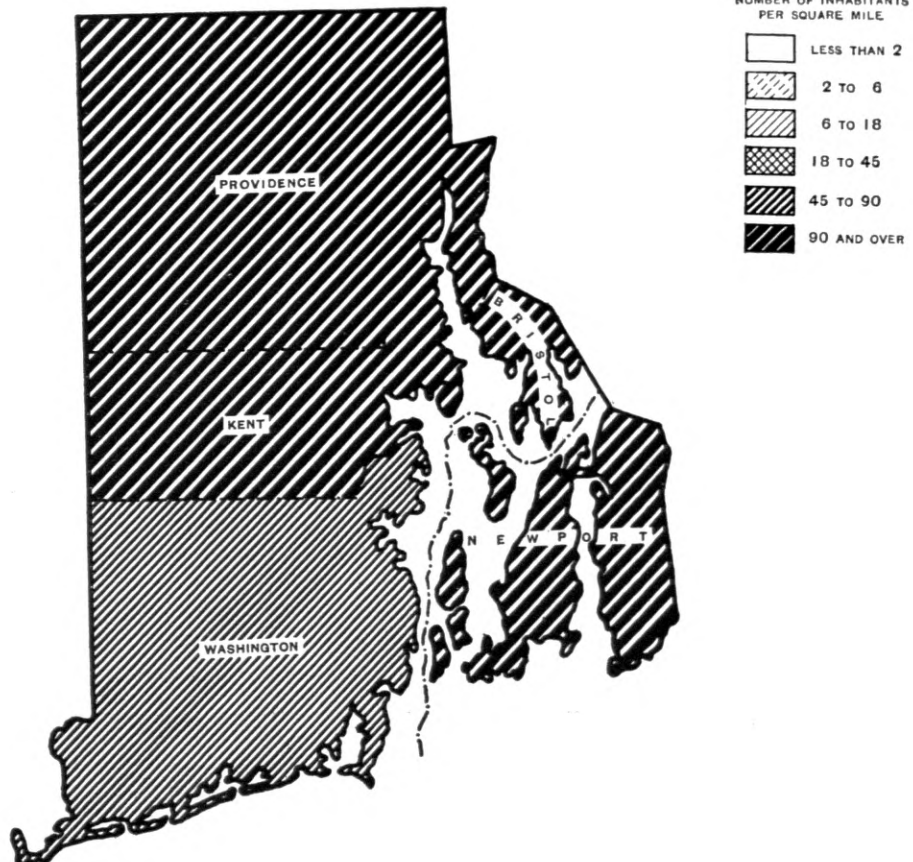 NUMBER OF INHABITANTS
PER SQUARE MILE
LESS THAN 2
2 TO 6
6 TO 18
18 TO 45
45 TO 90
90 AND OVER
PROVIDENCE
BRISTOL
KENT
NEWPORT
WASHINGTON